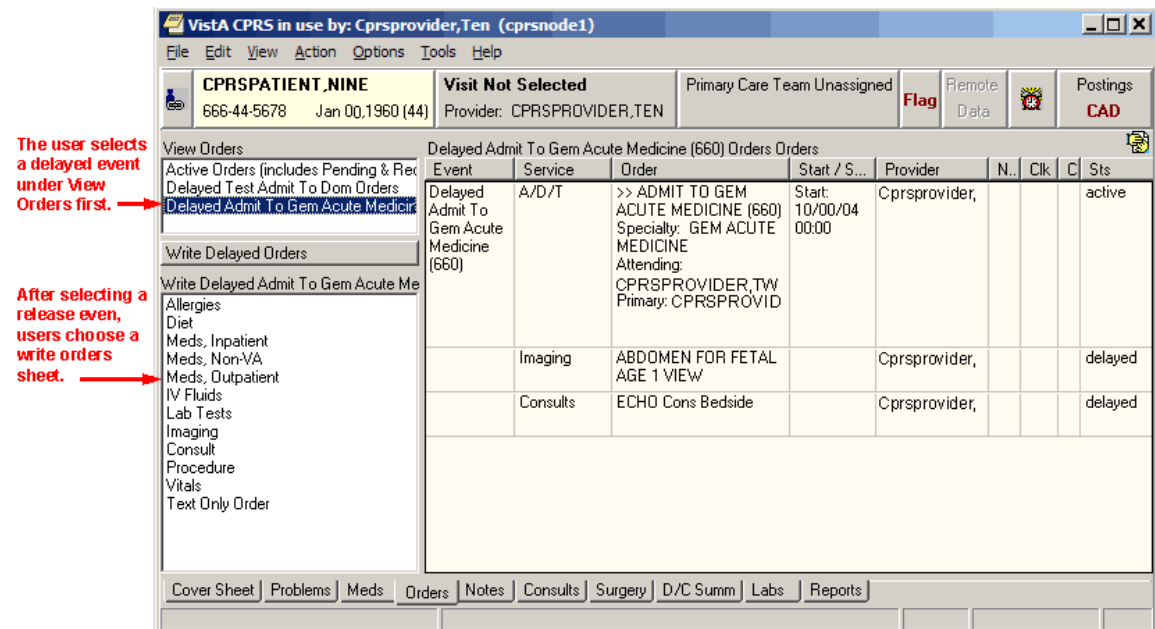 VistA CPRS in use by: Cprsprovider,Ten (cprsnode1)
File Edit View Action Options Tools Help
CPRSPATIENT,NINE
666-44-5678 Jan 00,1960 (44)
Visit Not Selected
Provider: CPRSPROVIDER,TEN
Primary Care Team Unassigned
Flag
Remote
Data
Postings
CAD
The user selects
a delayed event
under View
Orders first.
View Orders
Active Orders (includes Pending & Rec
Delayed Test Admit To Dom Orders
Delayed Admit To Gem Acute Medicin
Write Delayed Orders
After selecting a
release even,
users choose a
write orders
sheet.
Write Delayed Admit To Gem Acute Me
Allergies
Diet
Meds, Inpatient
Meds, Non-VA
Meds, Outpatient
IV Fluids
Lab Tests
Imaging
Consult
Procedure
Vitals
Text Only Order
Delayed Admit To Gem Acute Medicine (660) Orders Orders
Event Service Order Start / S... Provider N.. Clk C Sts
Delayed
Admit To
Gem Acute
Medicine
(660)
A/D/T
>> ADMIT TO GEM
ACUTE MEDICINE (660)
Specialty: GEM ACUTE
MEDICINE
Attending:
CPRSPROVIDER,TW
Primary: CPRSPROVID
Start:
10/00/04
00:00
Cprsprovider,
active
Imaging
ABDOMEN FOR FETAL
AGE 1 VIEW
Cprsprovider,
delayed
Consults
ECHO Cons Bedside
Cprsprovider,
delayed
Cover Sheet Problems Meds Orders Notes Consults Surgery D/C Summ Labs Reports